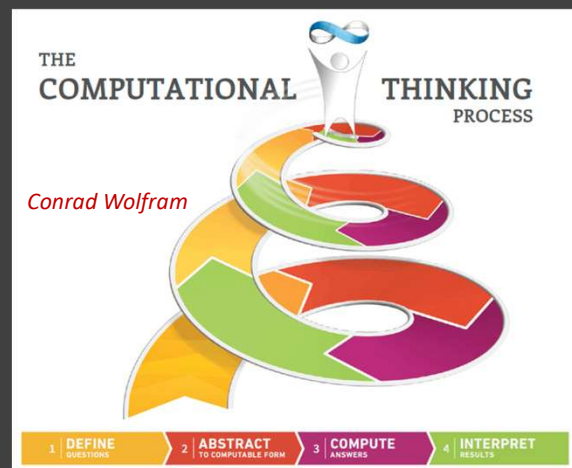 THE
COMPUTATIONAL THINKING
PROCESS
Conrad Wolfram
1 DEFINE 2 ABSTRACT 3 COMPUTE 4 INTERPRET
QUESTIONS TO COMPUTABLE FORM ANSWERS RESULTS